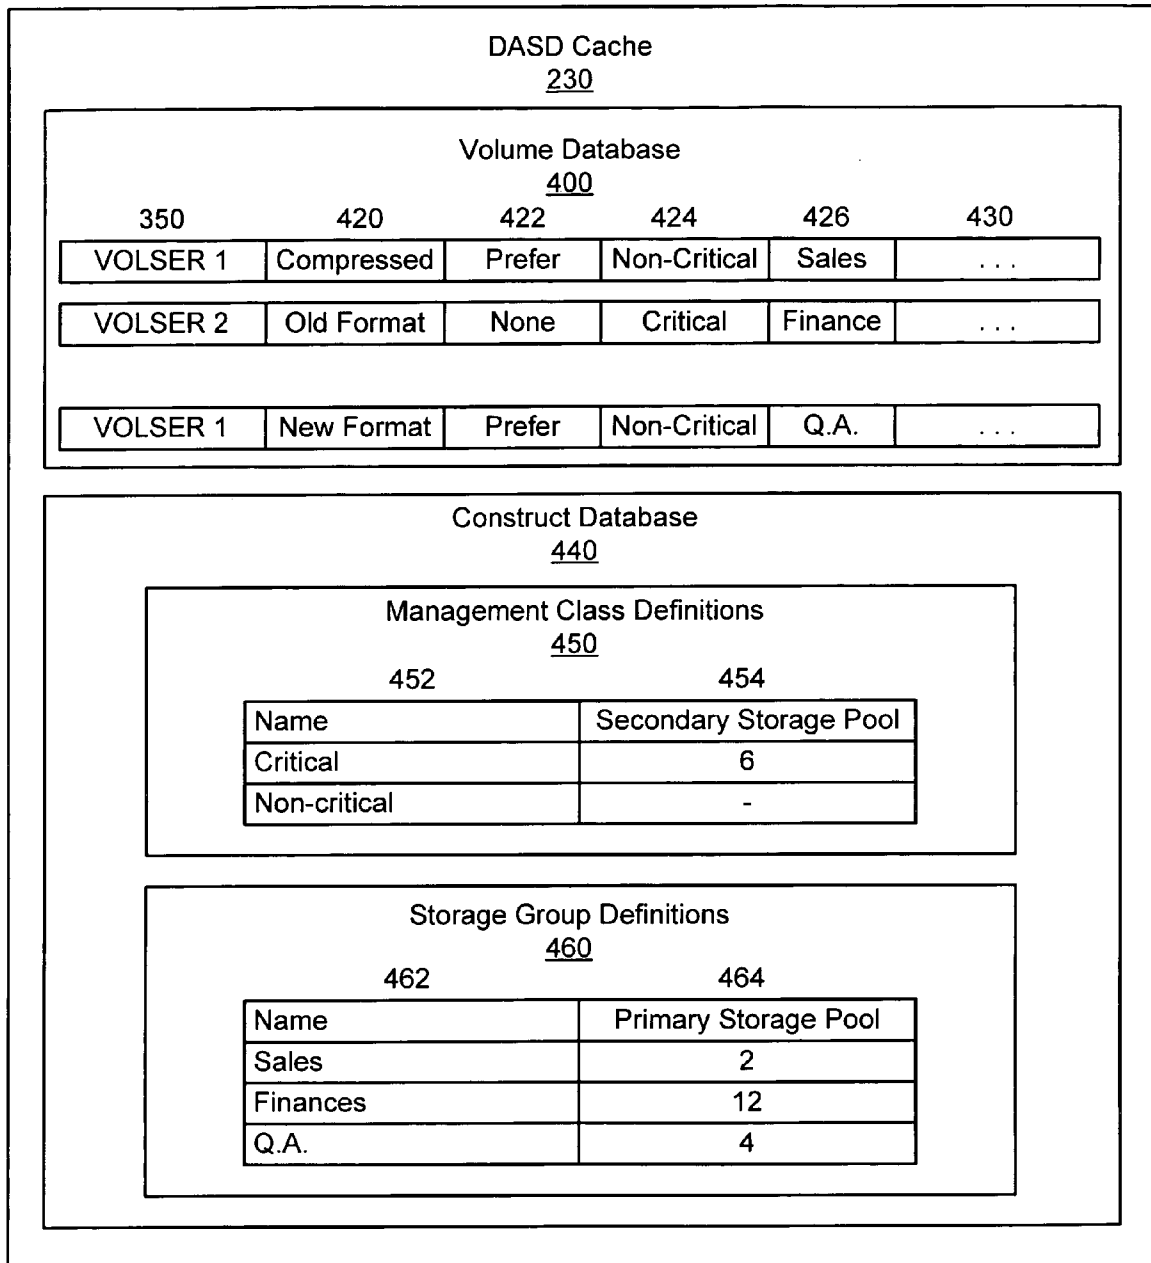 DASD Cache
230
Volume Database
400
350 420 422 424 426 430
VOLSER 1 Compressed Prefer Non-Critical Sales . . .
VOLSER 2 Old Format None Critical Finance . . .
VOLSER 1 New Format Prefer Non-Critical Q.A. . . .
Construct Database
440
Management Class Definitions
450
452 454
Name Secondary Storage Pool
Critical 6
Non-critical -
Storage Group Definitions
460
462 464
Name Primary Storage Pool
Sales 2
Finances 12
Q.A. 4